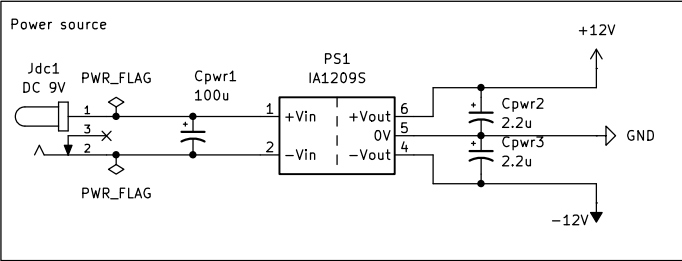 Power source
+12V
PS1
Jdc1
PWR_FLAG
Cpwr1
IA1209S
DC 9V
100u
1
1
+Vin
+Vout
6
Cpwr2
3
0V
5
2.2u
GND
2
2
−Vin
−Vout
4
Cpwr3
2.2u
PWR_FLAG
−12V